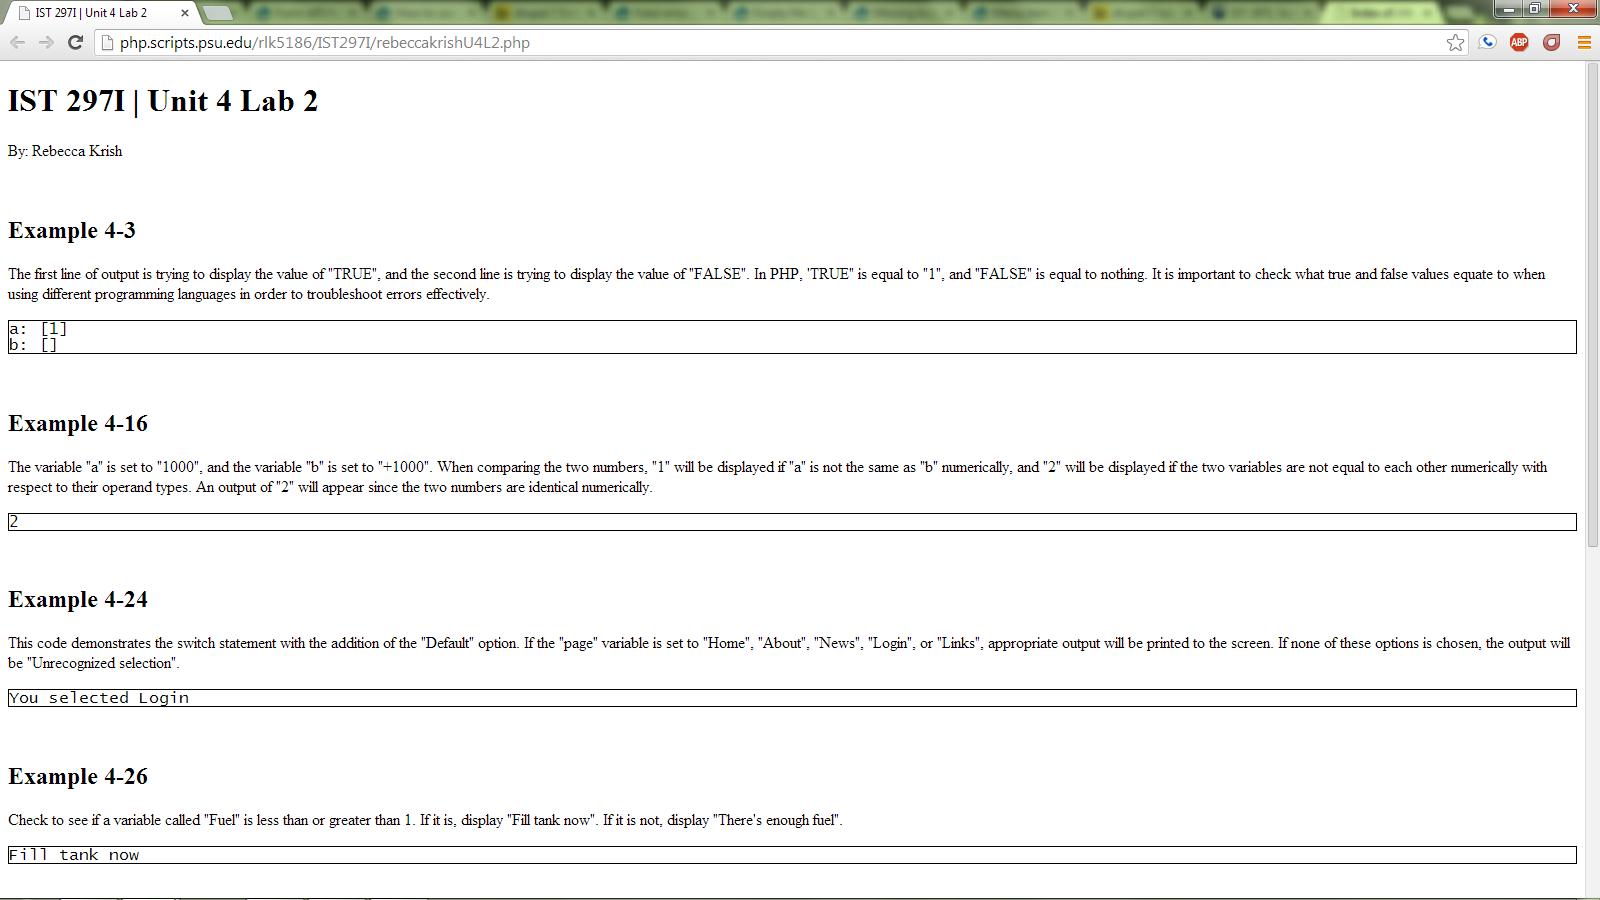 IST 297I | Unit 4 Lab 2
php.scripts.psu.edu/rlk5186/IST297I/rebeccakrishU4L2.php
ABP
IST 297I | Unit 4 Lab 2
By: Rebecca Krish
Example 4-3
The first line of output is trying to display the value of "TRUE", and the second line is trying to display the value of "FALSE". In PHP, 'TRUE" is equal to "1", and "FALSE" is equal to nothing. It is important to check what true and false values equate to when
using different programming languages in order to troubleshoot errors effectively.
a: [1]
b: []
Example 4-16
The variable "a" is set to "1000", and the variable "b" is set to "+1000". When comparing the two numbers, "1" will be displayed if "a" is not the same as "b" numerically, and "2" will be displayed if the two variables are not equal to each other numerically with
respect to their operand types. An output of "2" will appear since the two numbers are identical numerically.
2
Example 4-24
This code demonstrates the switch statement with the addition of the "Default" option. If the "page" variable is set to "Home", "About", "News", "Login", or "Links", appropriate output will be printed to the screen. If none of these options is chosen, the output will
be "Unrecognized selection".
You selected Login
Example 4-26
Check to see if a variable called "Fuel" is less than or greater than 1. If it is, display "Fill tank now". If it is not, display "There's enough fuel".
Fill tank now